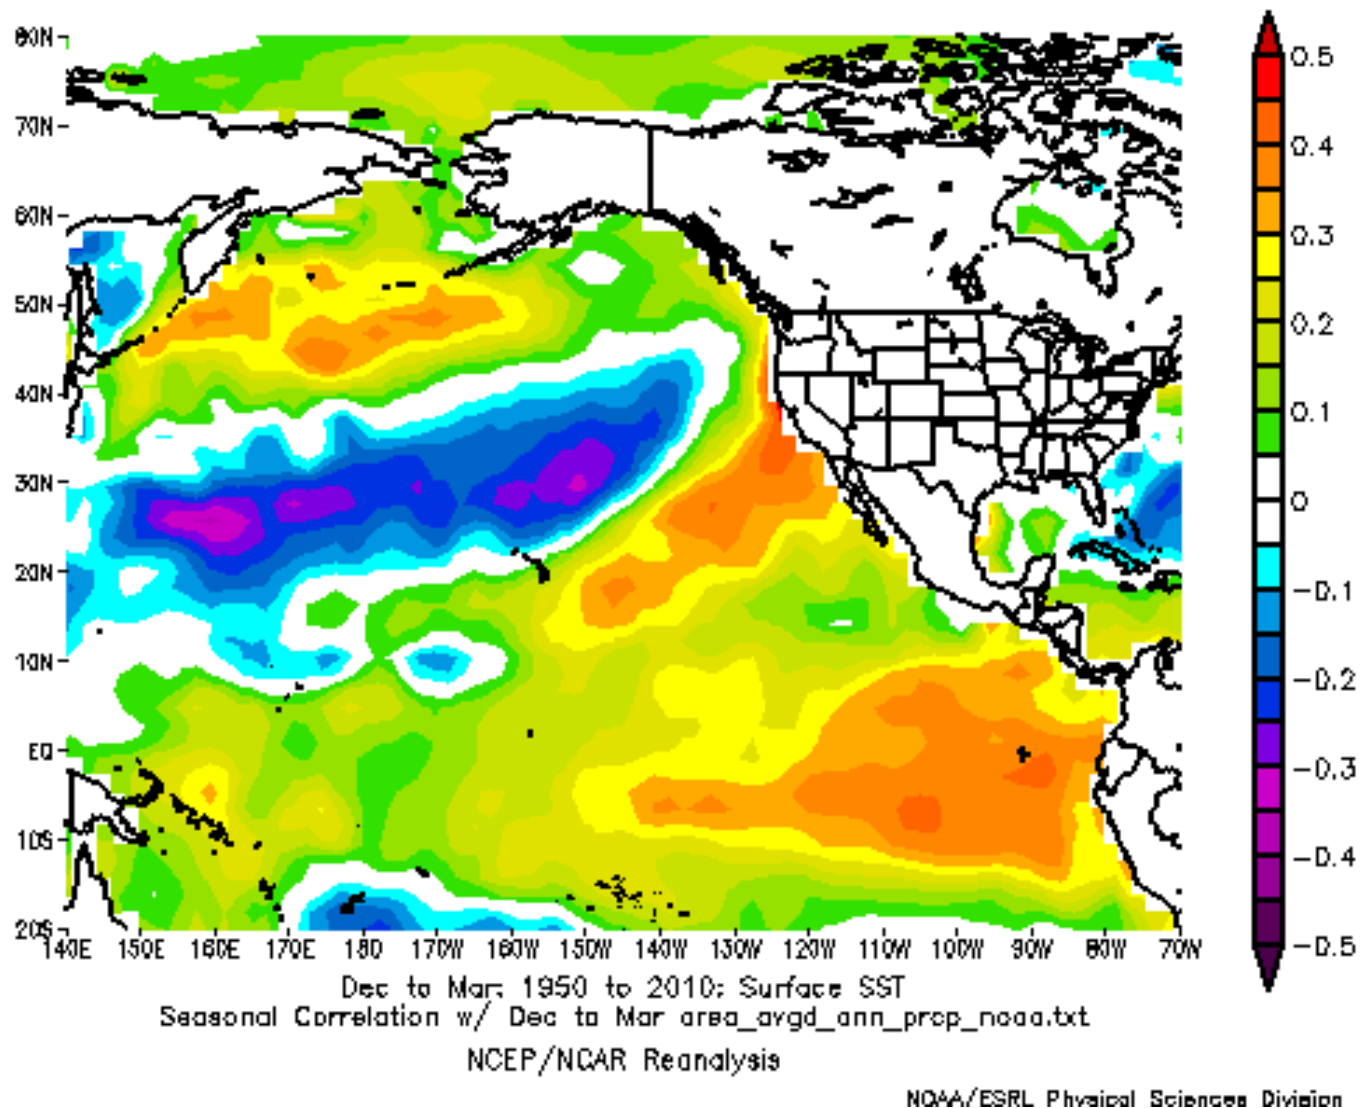 80N
70N
60N
50N
40N
30N
20N
10N
EQ
10S
20S
140E 150E 160E 170E 180 170W 160W 150W 140W 130W 120W 110W 100W 90W 80W 70W
0.5
0.4
0.3
0.2
0.1
0
-0.1
-0.2
-0.3
-0.4
-0.5
Dec to Mar: 1950 to 2010: Surface SST
Seasonal Correlation w/ Dec to Mar area_avgd_ann_prcp_noaa.txt
NCEP/NCAR Reanalysis
NOAA/ESRL Physical Sciences Division